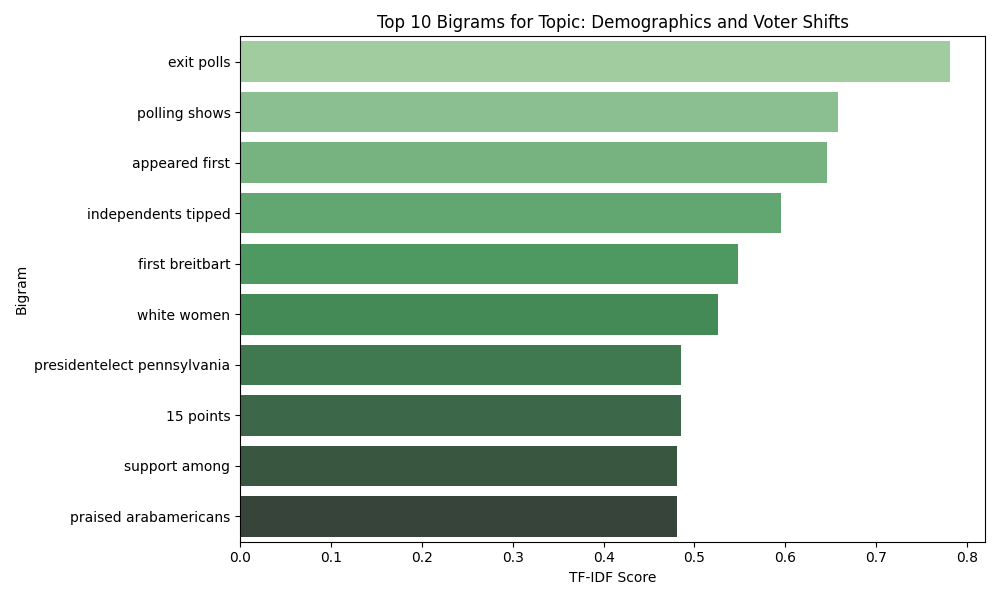 Top 10 Bigrams for Topic: Demographics and Voter Shifts
Bigram
exit polls
polling shows
appeared first
independents tipped
first breitbart
white women
presidentelect pennsylvania
15 points
support among
praised arabamericans
0.0 0.1 0.2 0.3 0.4 0.5 0.6 0.7 0.8
TF-IDF Score